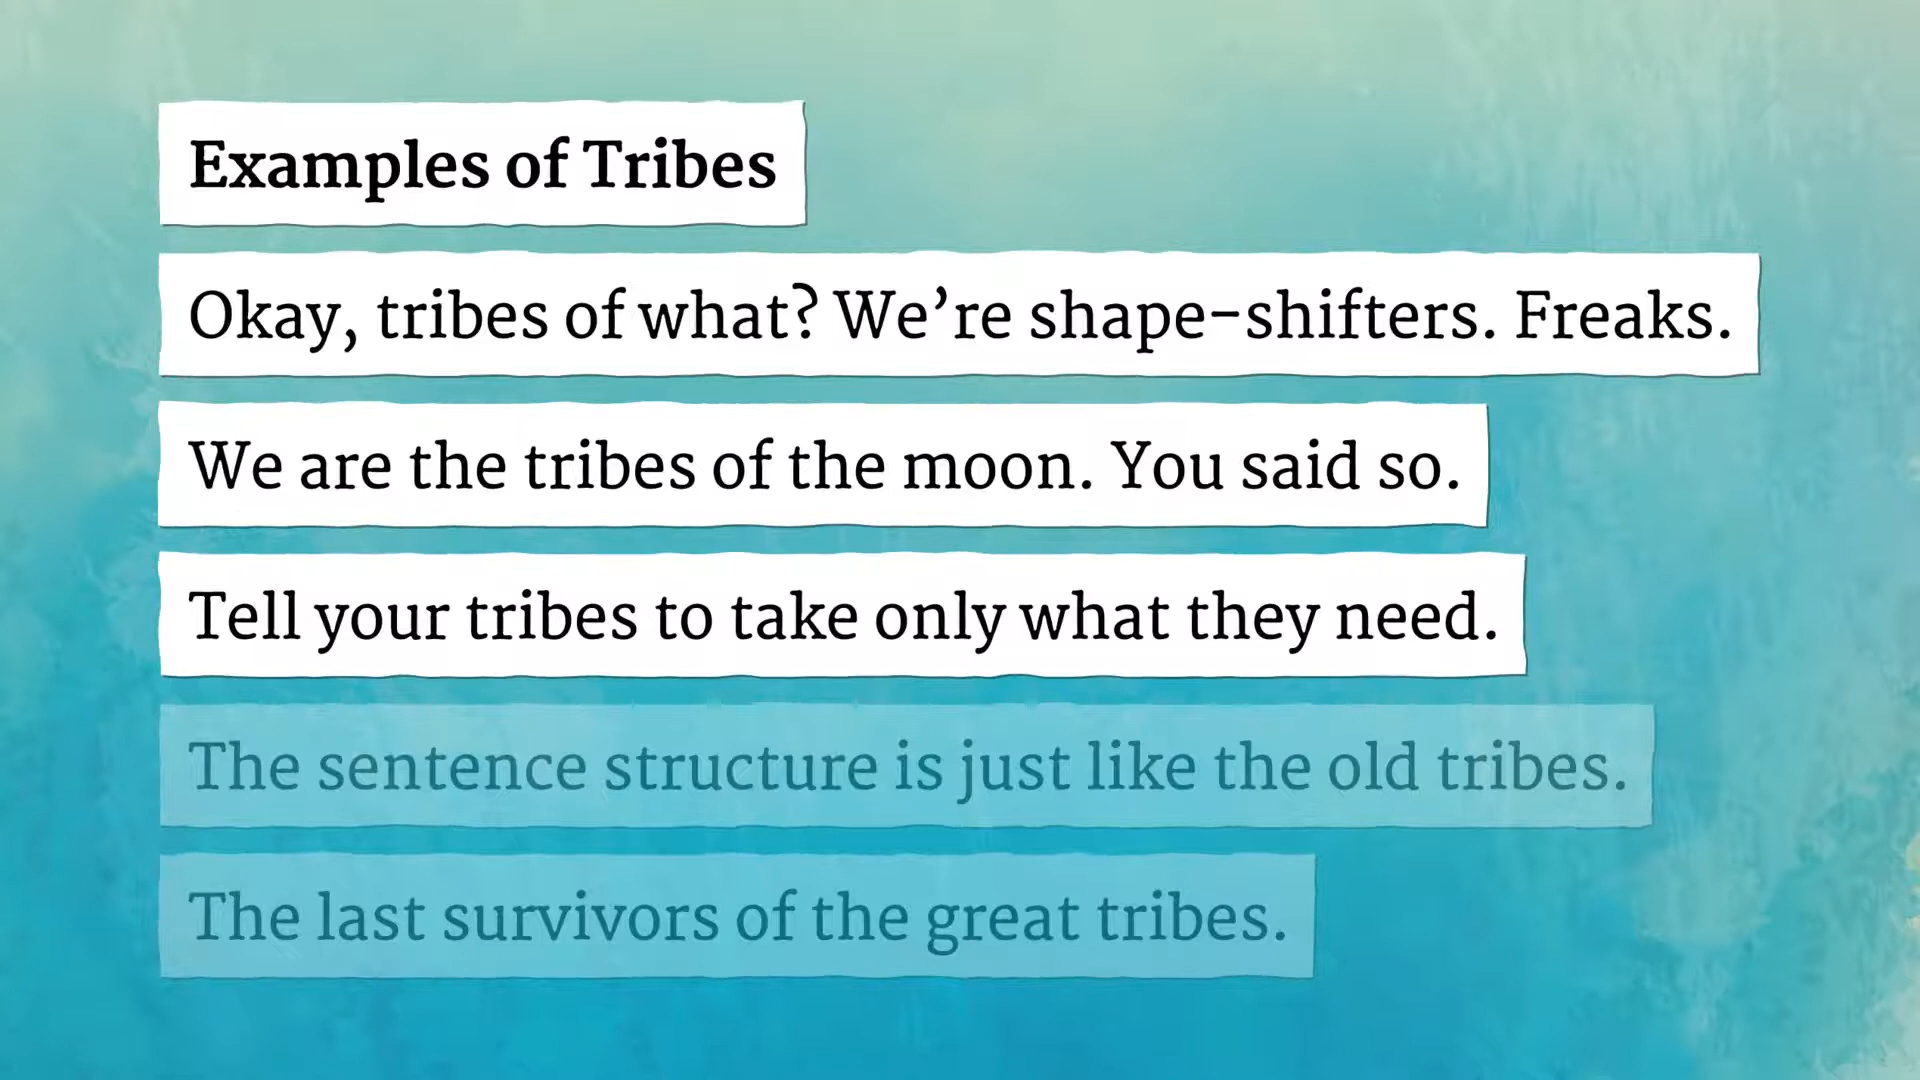 Examples of Tribes
Okay, tribes of what? We’re shape-shifters. Freaks.
We are the tribes of the moon. You said so.
Tell your tribes to take only what they need.
The sentence structure is just like the old tribes.
The last survivors of the great tribes.